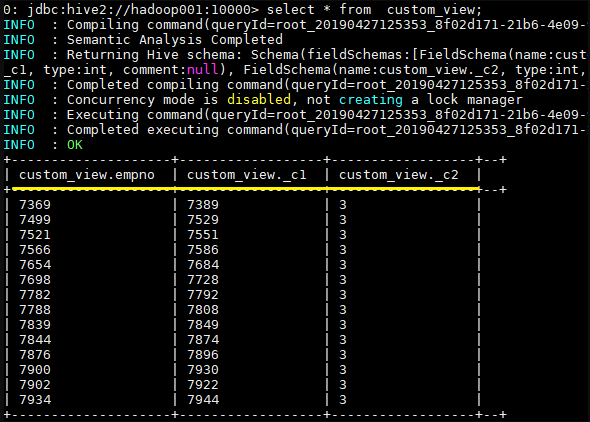 0: jdbc:hive2://hadoop001:10000> select * from  custom_view;
INFO  : Compiling command(queryId=root_20190427125353_8f02d171-21b6-4e09-
INFO  : Semantic Analysis Completed
INFO  : Returning Hive schema: Schema(fieldSchemas:[FieldSchema(name:cust
_c1, type:int, comment:null), FieldSchema(name:custom_view._c2, type:int,
INFO  : Completed compiling command(queryId=root_20190427125353_8f02d171-
INFO  : Concurrency mode is disabled, not creating a lock manager
INFO  : Executing command(queryId=root_20190427125353_8f02d171-21b6-4e09-
INFO  : Completed executing command(queryId=root_20190427125353_8f02d171-
INFO  : OK
+--------------------+------------------+------------------+--+
| custom_view.empno  | custom_view._c1  | custom_view._c2  |
+--------------------+------------------+------------------+--+
| 7369               | 7389             | 3                |
| 7499               | 7529             | 3                |
| 7521               | 7551             | 3                |
| 7566               | 7586             | 3                |
| 7654               | 7684             | 3                |
| 7698               | 7728             | 3                |
| 7782               | 7792             | 3                |
| 7788               | 7808             | 3                |
| 7839               | 7849             | 3                |
| 7844               | 7874             | 3                |
| 7876               | 7896             | 3                |
| 7900               | 7930             | 3                |
| 7902               | 7922             | 3                |
| 7934               | 7944             | 3                |
+--------------------+------------------+------------------+--+